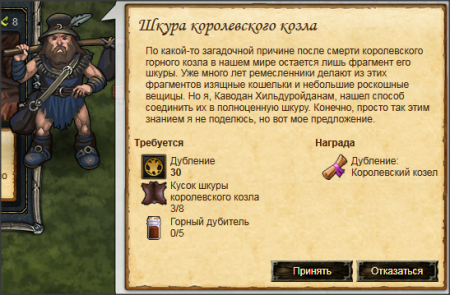 8
Шкура королевского козла
По какой-то загадочной причине после смерти королевского
горного козла в нашем мире остается лишь фрагмент его
шкуры. Уже много лет ремесленники делают из этих
фрагментов изящные кошельки и небольшие роскошные
вещицы. Но я, Каводан Хильдуройданам, нашел способ
соединить их в полноценную шкуру. Конечно, просто так этим
знанием я не поделюсь, но вот мое предложение.
Требуется
Награда
Дубление
30
Дубление:
Королевский козел
Кусок шкуры
королевского козла
3/8
Горный дубитель
0/5
Принять
Отказаться